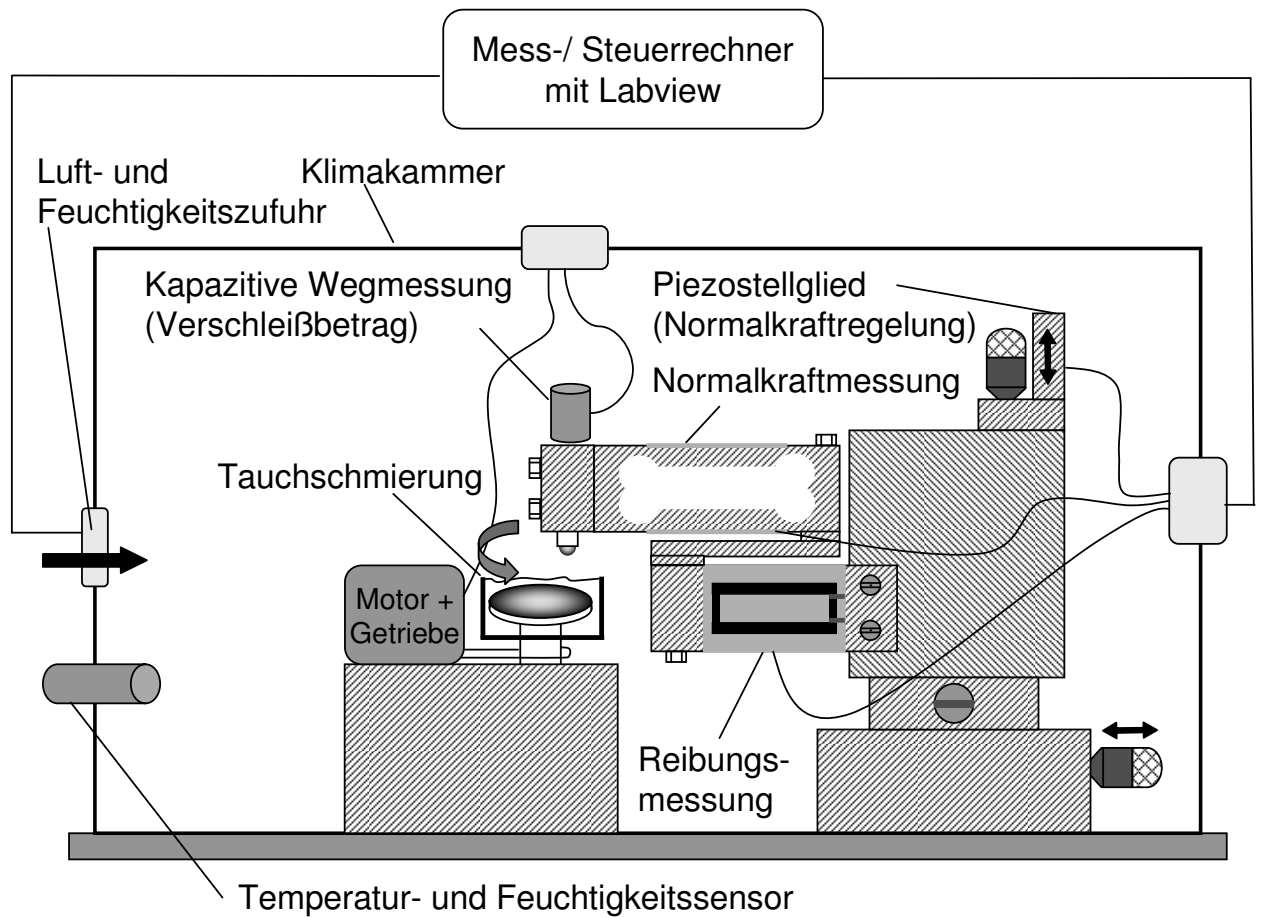 Mess-/ Steuerrechner
mit Labview
Luft- und
Feuchtigkeitszufuhr
Klimakammer
Kapazitive Wegmessung
(Verschleißbetrag)
Piezostellglied
(Normalkraftregelung)
Normalkraftmessung
Tauchschmierung
Motor +
Getriebe
Reibungs-
messung
Temperatur- und Feuchtigkeitssensor